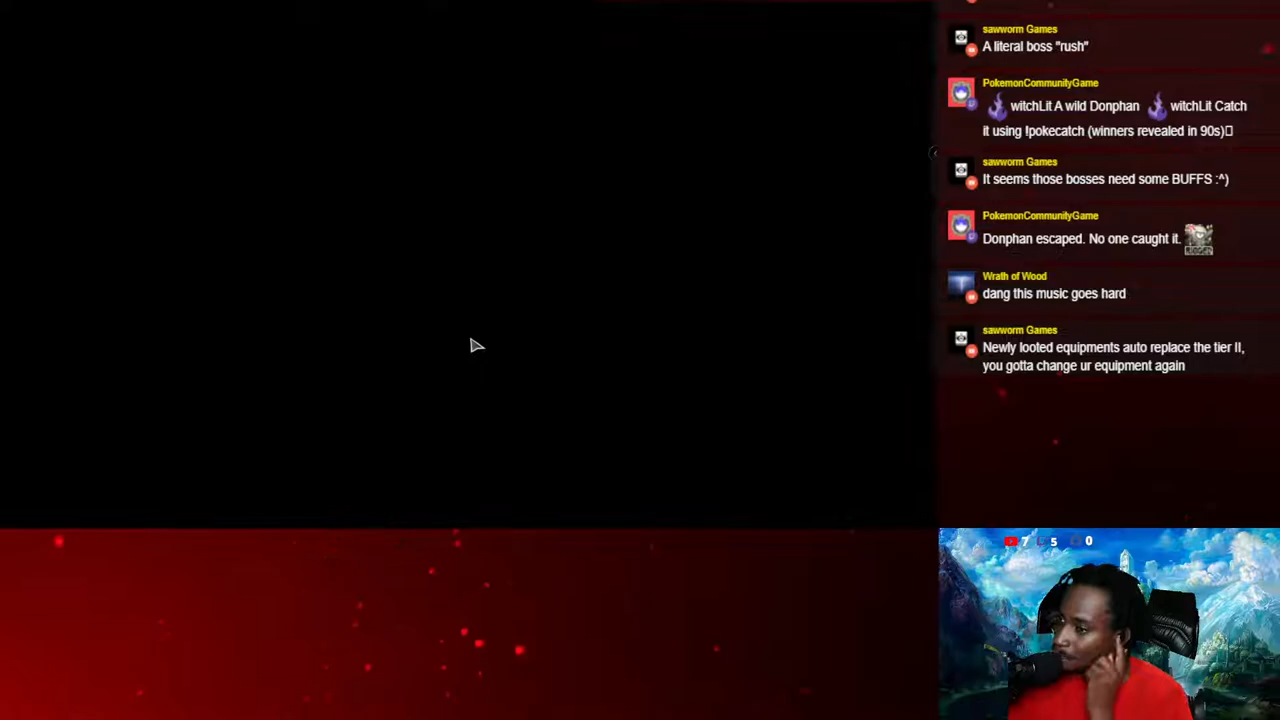 sawworm Games
A literal boss "rush"
PokemonCommunityGame
witchLit A wild Donphan witchLit Catch
it using !pokecatch (winners revealed in 90s)
sawworm Games
It seems those bosses need some BUFFS :^)
PokemonCommunityGame
Donphan escaped. No one caught it.
Wrath of Wood
dang this music goes hard
sawworm Games
Newly looted equipments auto replace the tier II,
you gotta change ur equipment again
7 5 0